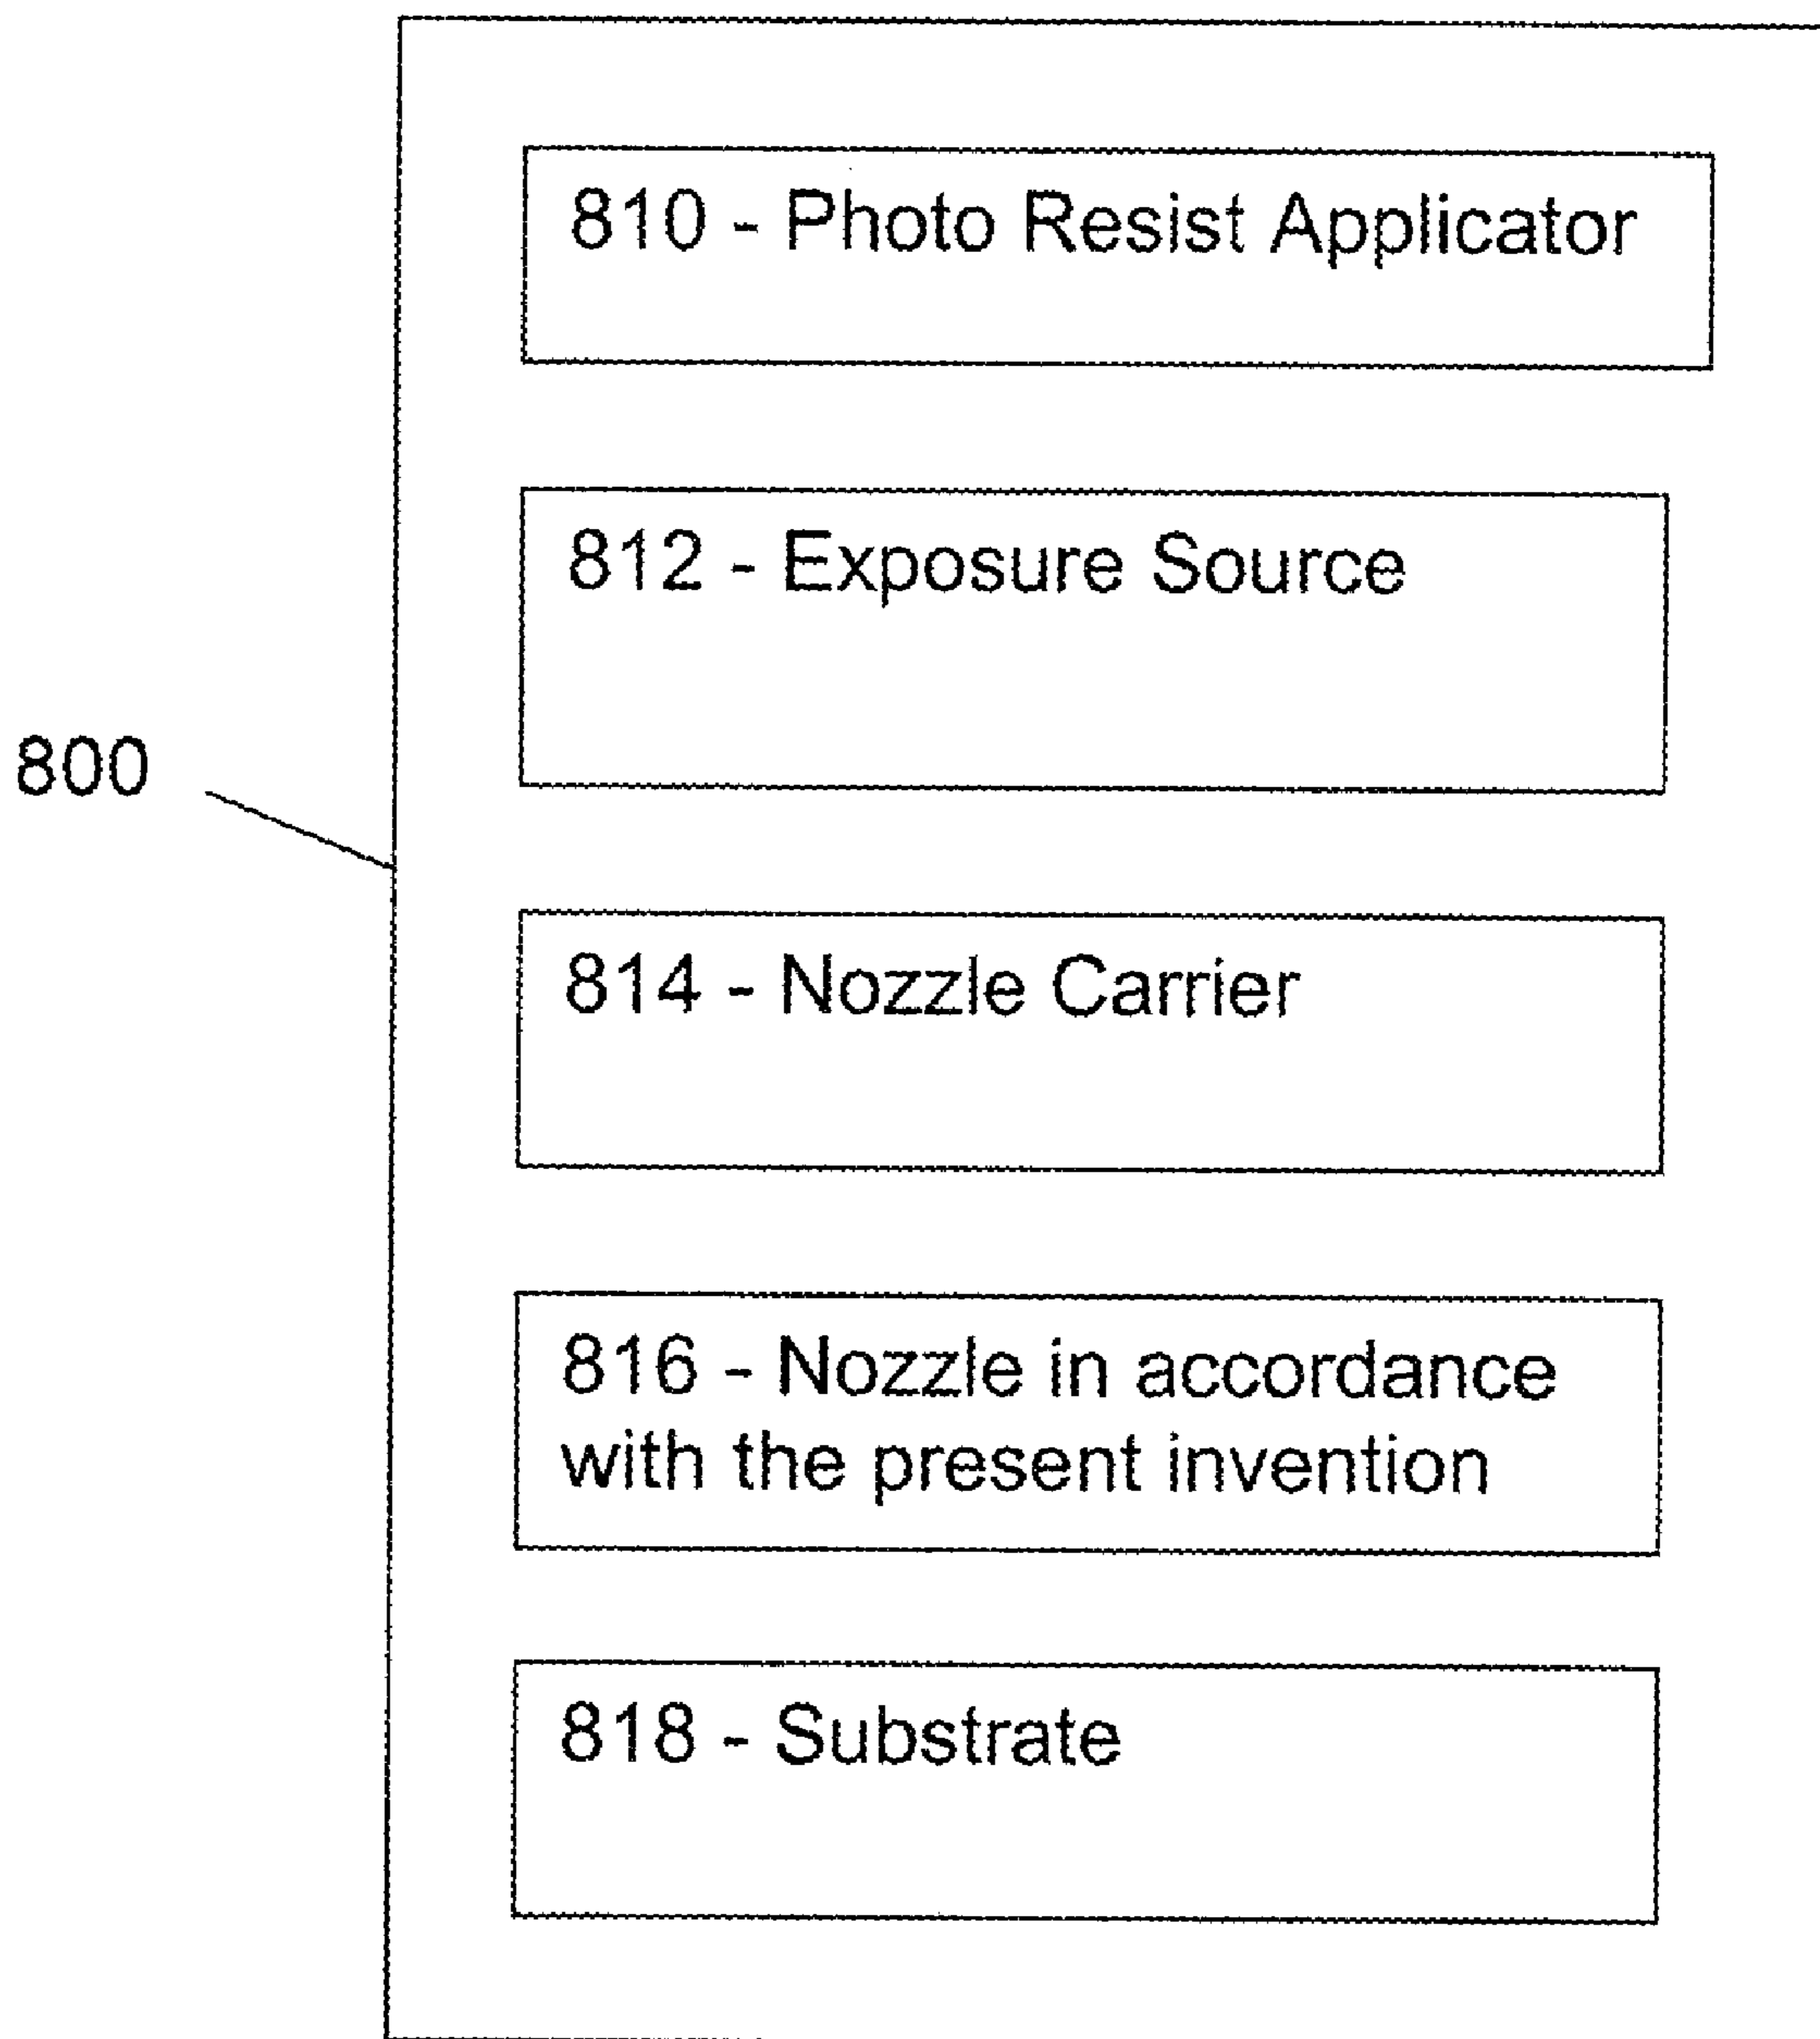 810 - Photo Resist Applicator
812 - Exposure Source
800
814 - Nozzle Carrier
816 - Nozzle in accordance
with the present invention
818 - Substrate